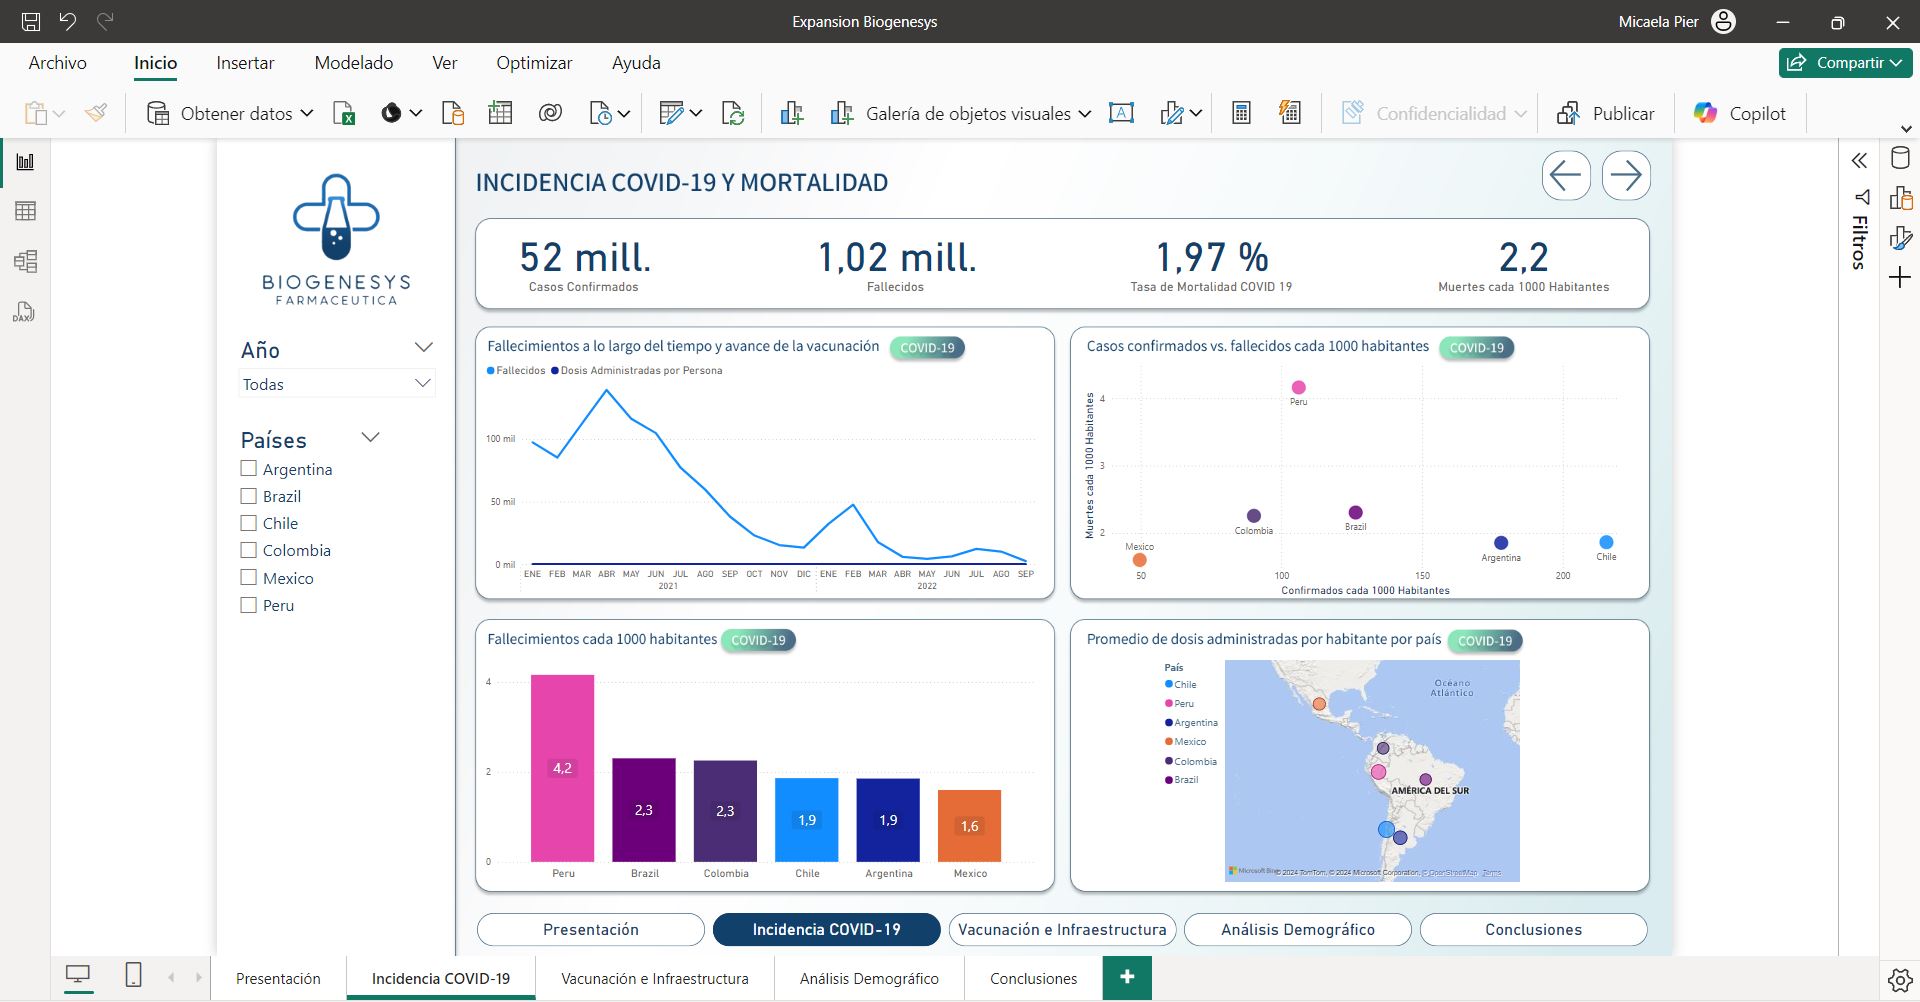 Expansion Biogenesys
Micaela Pier
Archivo Inicio Insertar Modelado Ver Optimizar Ayuda
Compartir
Obtener datos
Galería de objetos visuales
Confidencialidad
Publicar
Copilot
DAX
BIOGENESYS
FARMACEUTICA
Año
Todas
Países
Argentina
Brazil
Chile
Colombia
Mexico
Peru
INCIDENCIA COVID-19 Y MORTALIDAD
52 mill. 1,02 mill. 1,97 % 2,2
Casos Confirmados Fallecidos Tasa de Mortalidad COVID 19 Muertes cada 1000 Habitantes
Fallecimientos a lo largo del tiempo y avance de la vacunación COVID-19
Fallecidos Dosis Administradas por Persona
100 mil
50 mil
0 mil
ENE FEB MAR ABR MAY JUN JUL AGO SEP OCT NOV DIC ENE FEB MAR ABR MAY JUN JUL AGO SEP
2021 2022
Casos confirmados vs. fallecidos cada 1000 habitantes COVID-19
Muertes cada 1000 Habitantes
4
3
2
Peru
Colombia
Brazil
Mexico
Argentina
Chile
50 100 150 200
Confirmados cada 1000 Habitantes
Fallecimientos cada 1000 habitantes COVID-19
4
2
0
4,2 2,3 2,3 1,9 1,9 1,6
Peru Brazil Colombia Chile Argentina Mexico
Promedio de dosis administradas por habitante por país COVID-19
País
Chile
Peru
Argentina
Mexico
Colombia
Brazil
Océano
Atlántico
AMÉRICA DEL SUR
Microsoft Bing
© 2024 TomTom, © 2024 Microsoft Corporation, © OpenStreetMap Terms
Presentación Incidencia COVID-19 Vacunación e Infraestructura Análisis Demográfico Conclusiones
Filtros
Presentación Incidencia COVID-19 Vacunación e Infraestructura Análisis Demográfico Conclusiones +